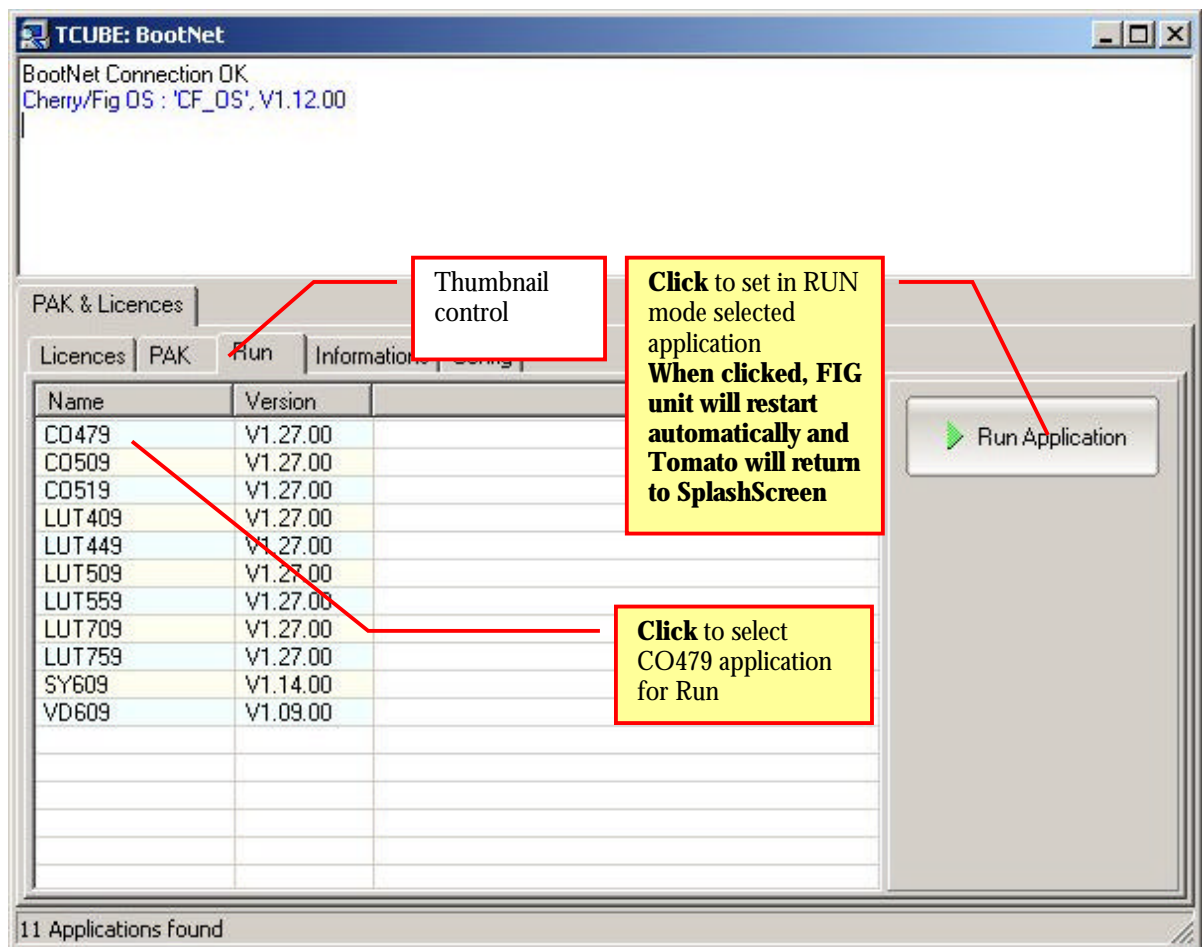 TCUBE: BootNet
BootNet Connection OK
Cherry/Fig OS : 'CF_OS', V1.12.00
Thumbnail
control
Click to set in RUN
mode selected
application
When clicked, FIG
unit will restart
automatically and
Tomato will return
to SplashScreen
PAK & Licences
Licences PAK Run Informations Config
Name Version
CO479 V1.27.00
CO509 V1.27.00
CO519 V1.27.00
LUT409 V1.27.00
LUT449 V1.27.00
LUT509 V1.27.00
LUT559 V1.27.00
LUT709 V1.27.00
LUT759 V1.27.00
SY609 V1.14.00
VD609 V1.09.00
Run Application
Click to select
CO479 application
for Run
11 Applications found